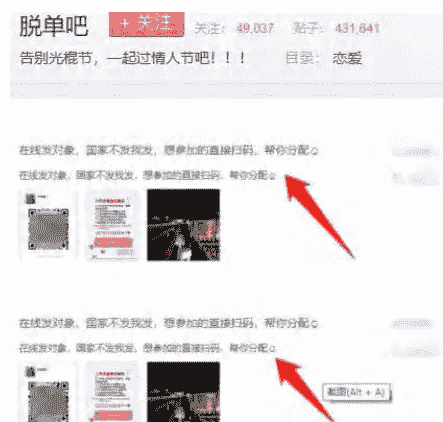 脱单吧 + 关注 关注: 49,037 贴子: 431,641
告别光棍节，一起过情人节吧！！！ 目录: 恋爱
在线发对象，国家不发我发，想参加的直接扫码，帮你分配
在线发对象，国家不发我发，想参加的直接扫码，帮你分配
在线发对象，国家不发我发，想参加的直接扫码，帮你分配
在线发对象，国家不发我发，想参加的直接扫码，帮你分配
截图(Alt + A)